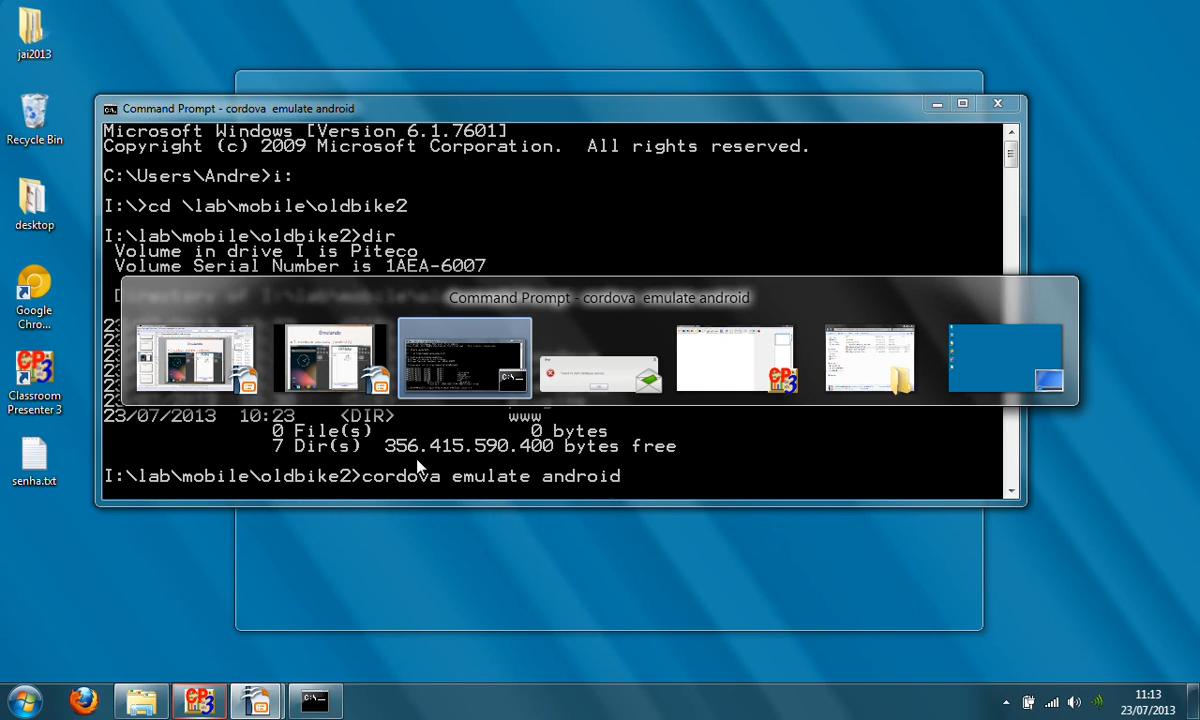 jai2013
Recycle Bin
desktop
Google
Chro...
Classroom
Presenter 3
senha.txt
Command Prompt - cordova emulate android
Microsoft Windows [Version 6.1.7601]
Copyright (c) 2009 Microsoft Corporation. All rights reserved.
C:\Users\Andre>i:
I:\>cd \lab\mobile\oldbike2
I:\lab\mobile\oldbike2>dir
Volume in drive I is Piteco
Volume Serial Number is 1AEA-6007
Command Prompt - cordova emulate android
Emulando
23/07/2013 10:23 <DIR> www
0 File(s) 0 bytes
7 Dir(s) 356.415.590.400 bytes free
I:\lab\mobile\oldbike2>cordova emulate android
11:13
23/07/2013